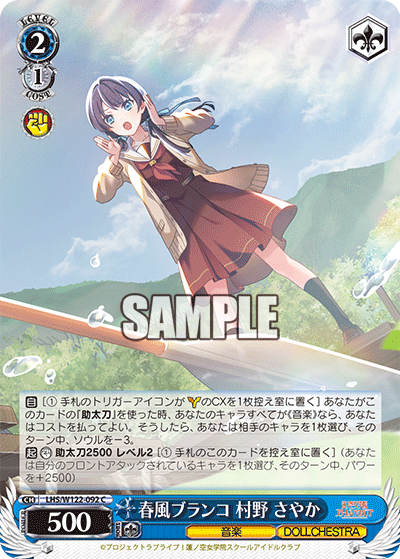 LEVEL
2
1
COST
SAMPLE
自 [① 手札のトリガーアイコンが のCXを1枚控え室に置く] あなたがこ
のカードの『助太刀』を使った時、あなたのキャラすべてが《音楽》なら、あなた
はコストを払ってよい。そうしたら、あなたは相手のキャラを1枚選び、そ
のターン中、ソウルを−3。
起 助太刀2500 レベル2 [① 手札のこのカードを控え室に置く] (あなた
は自分のフロントアタックされているキャラを1枚選び、そのターン中、パワー
を+2500)
CH LHS/W122-092 C
500
春風ブランコ 村野 さやか
音楽 DOLLCHESTRA
©プロジェクトラブライブ！蓮ノ空女学院スクールアイドルクラブ